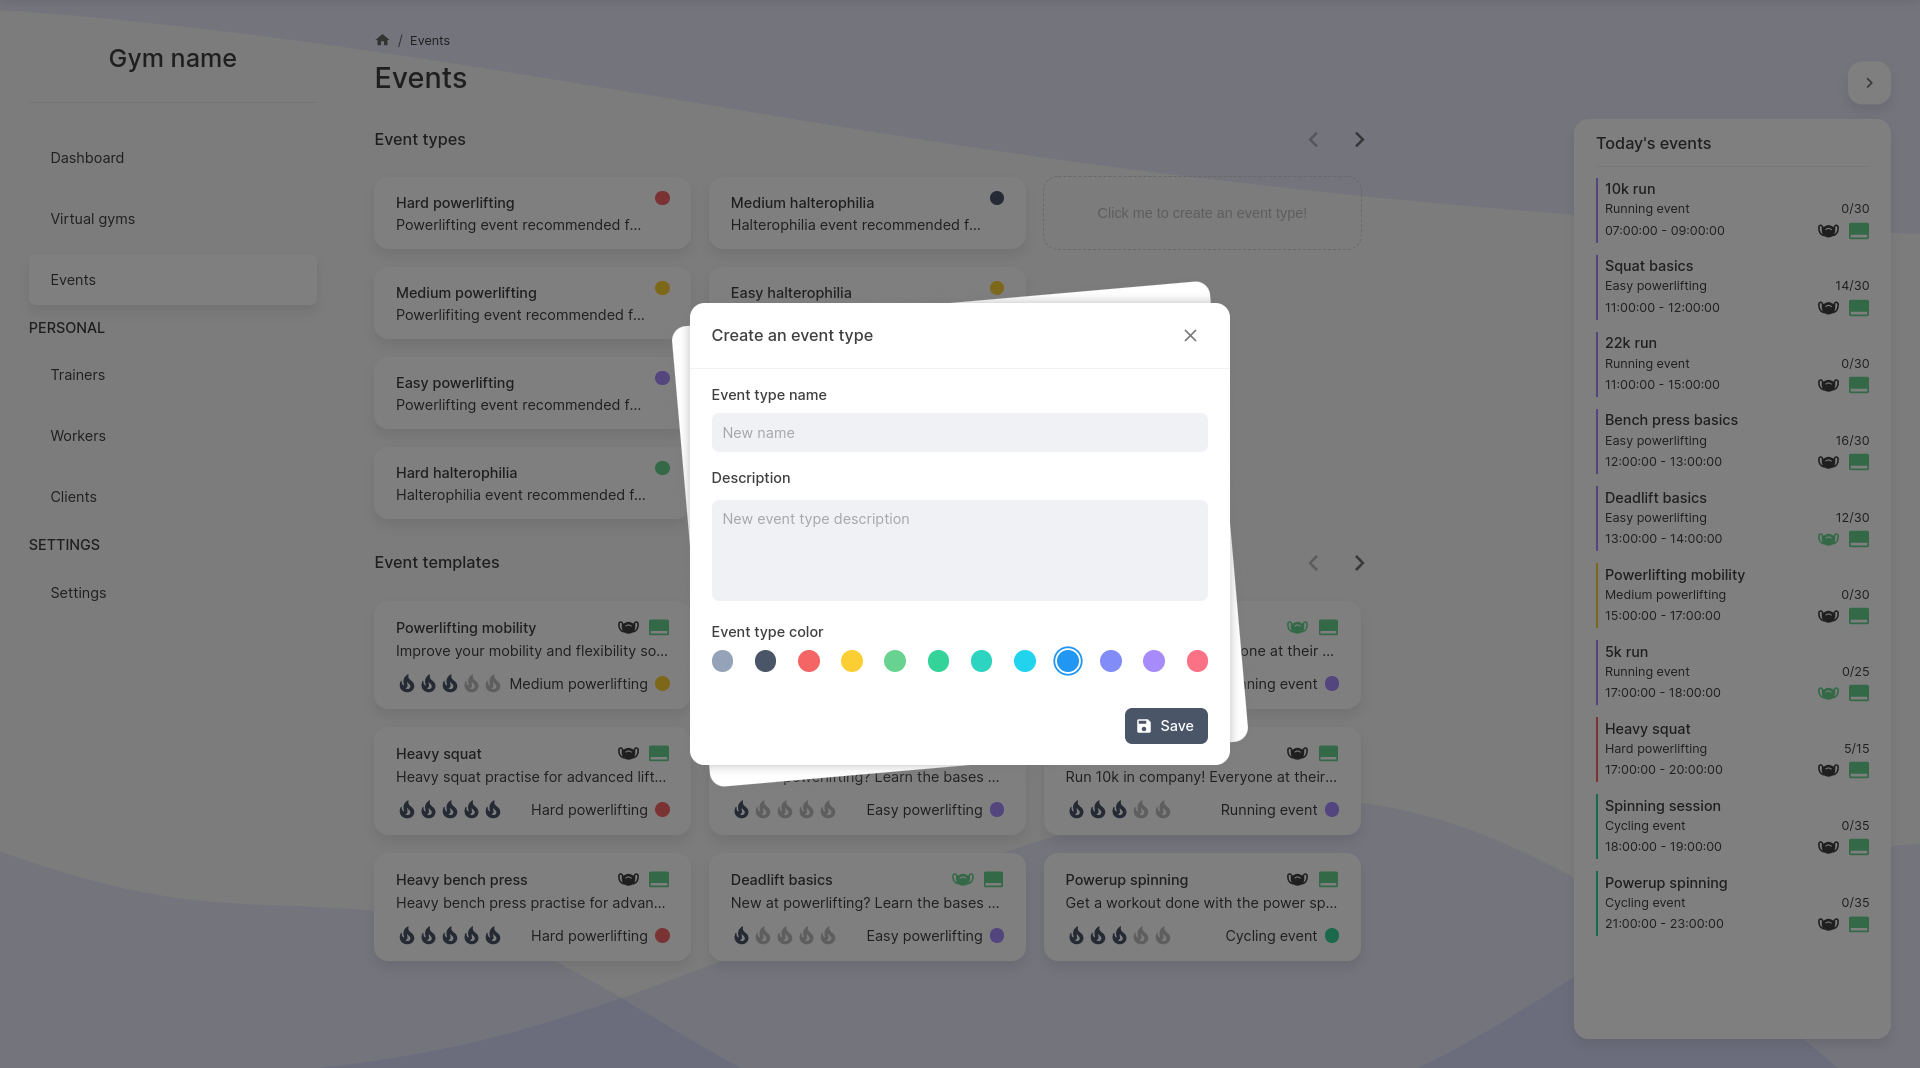 Gym name
Dashboard
Virtual gyms
Events
PERSONAL
Trainers
Workers
Clients
SETTINGS
Settings
/ Events
Events
Event types
Hard powerlifting
Powerlifting event recommended f...
Medium halterophilia
Halterophilia event recommended f...
Click me to create an event type!
Medium powerlifting
Powerlifiting event recommended f...
Easy halterophilia
Easy powerlifting
Powerlifting event recommended f...
Hard halterophilia
Halterophilia event recommended f...
Create an event type
Event type name
New name
Description
New event type description
Event type color
Save
Event templates
Powerlifting mobility
Improve your mobility and flexibility so...
Medium powerlifting
one at their ...
ning event
Heavy squat
Heavy squat practise for advanced lift...
Hard powerlifting
powerlifting? Learn the bases ...
Easy powerlifting
Run 10k in company! Everyone at their...
Running event
Heavy bench press
Heavy bench press practise for advan...
Hard powerlifting
Deadlift basics
New at powerlifting? Learn the bases ...
Easy powerlifting
Powerup spinning
Get a workout done with the power sp...
Cycling event
Today's events
10k run
Running event 0/30
07:00:00 - 09:00:00
Squat basics
Easy powerlifting 14/30
11:00:00 - 12:00:00
22k run
Running event 0/30
11:00:00 - 15:00:00
Bench press basics
Easy powerlifting 16/30
12:00:00 - 13:00:00
Deadlift basics
Easy powerlifting 12/30
13:00:00 - 14:00:00
Powerlifting mobility
Medium powerlifting 0/30
15:00:00 - 17:00:00
5k run
Running event 0/25
17:00:00 - 18:00:00
Heavy squat
Hard powerlifting 5/15
17:00:00 - 20:00:00
Spinning session
Cycling event 0/35
18:00:00 - 19:00:00
Powerup spinning
Cycling event 0/35
21:00:00 - 23:00:00